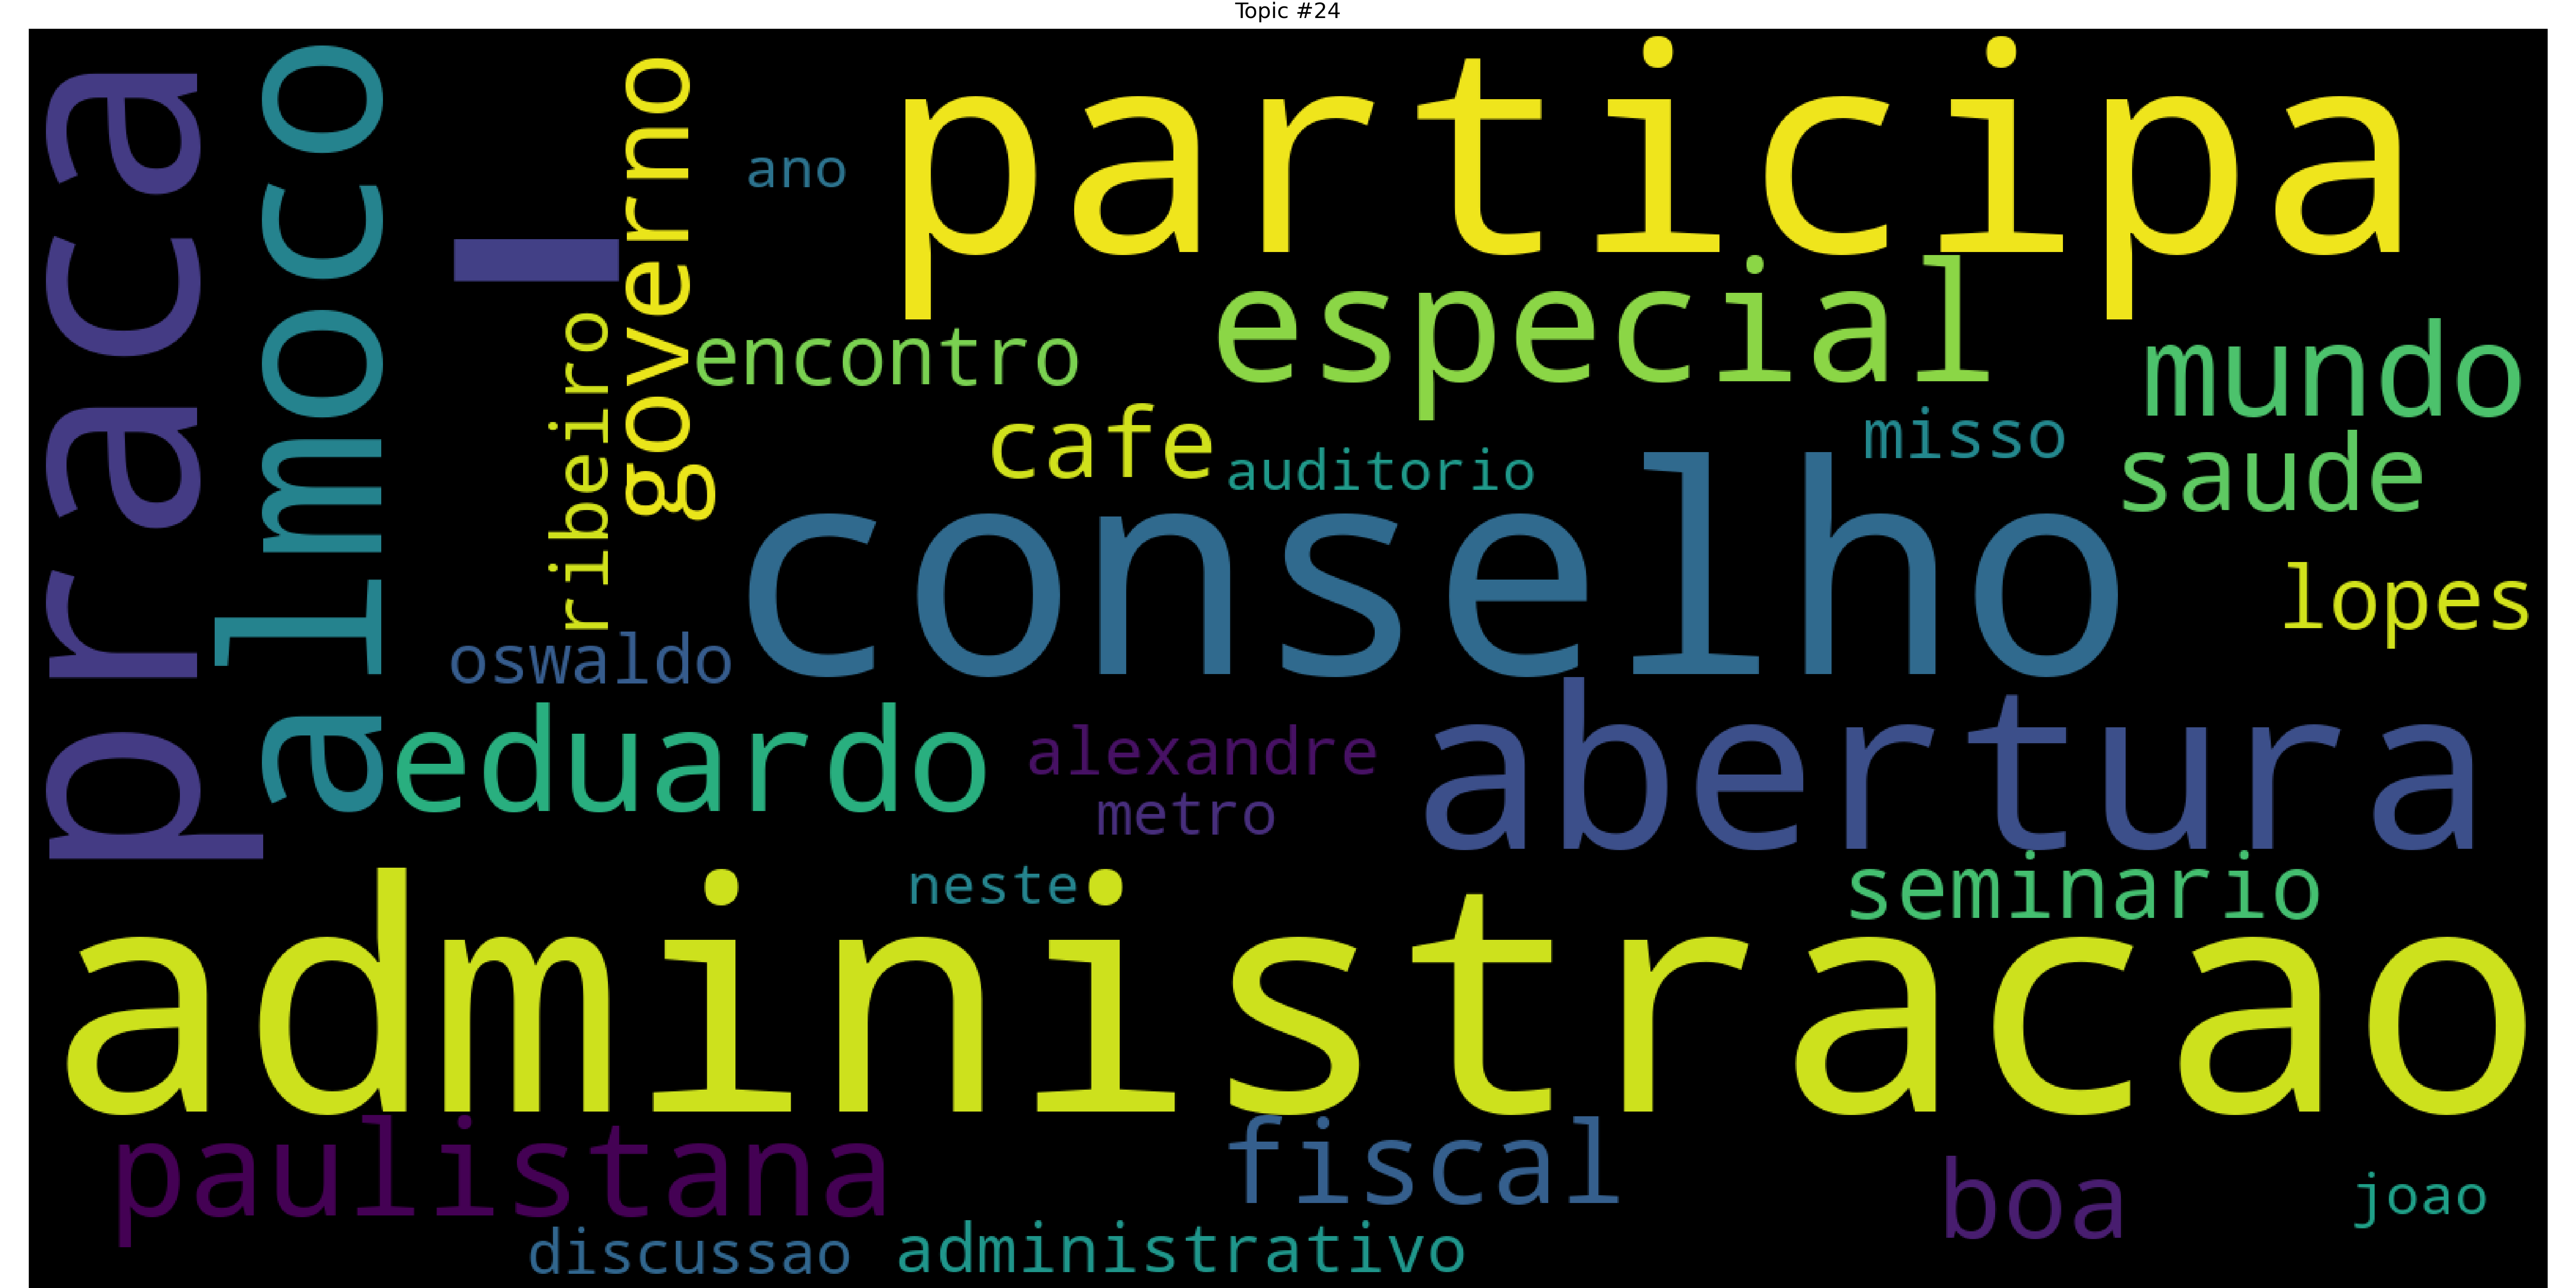 Topic #24
praca
almoco
l
governo
ano
participa
ribeiro
encontro
especial
mundo
cafe
auditorio
misso
saude
conselho
lopes
oswaldo
eduardo
alexandre
abertura
metro
neste
seminario
administracao
paulistana
fiscal
boa
joao
discussao
administrativo